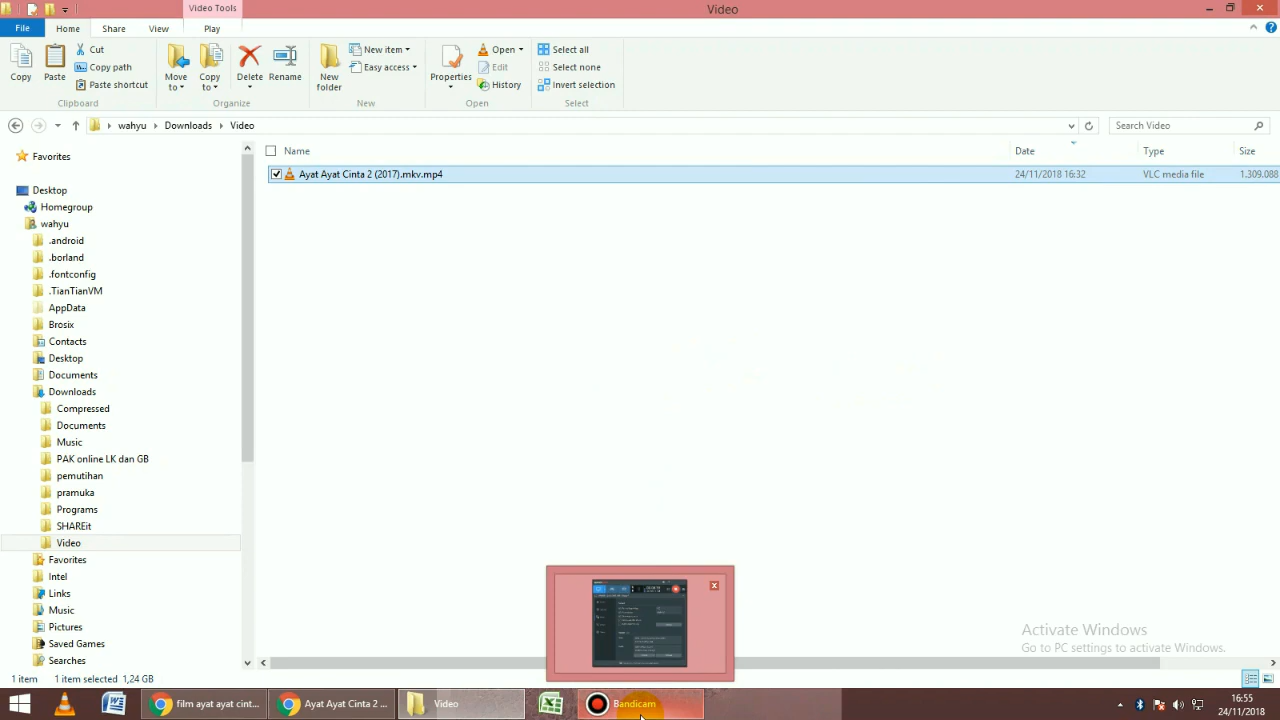 Video Tools
Video
File
Home
Share
View
Play
Copy
Paste
Cut
Copy path
Paste shortcut
Move to
Copy to
Delete
Rename
New folder
New item
Easy access
Properties
Open
Edit
History
Select all
Select none
Invert selection
Clipboard
Organize
New
Open
Select
wahyu
Downloads
Video
Search Video
Name
Date
Type
Size
Ayat Ayat Cinta 2 (2017).mkv.mp4
24/11/2018 16:32
VLC media file
1.309.088
Favorites
Desktop
Homegroup
wahyu
.android
.borland
.fontconfig
.TianTianVM
AppData
Brosix
Contacts
Desktop
Documents
Downloads
Compressed
Documents
Music
PAK online LK dan GB
pemutihan
pramuka
Programs
SHAREit
Video
Favorites
Intel
Links
Music
Pictures
Saved Games
Searches
Activate Windows
Go to PC settings to activate Windows.
1 item
1 item selected 1,24 GB
film ayat ayat cint...
Ayat Ayat Cinta 2 ...
Video
Bandicam
16:55
24/11/2018